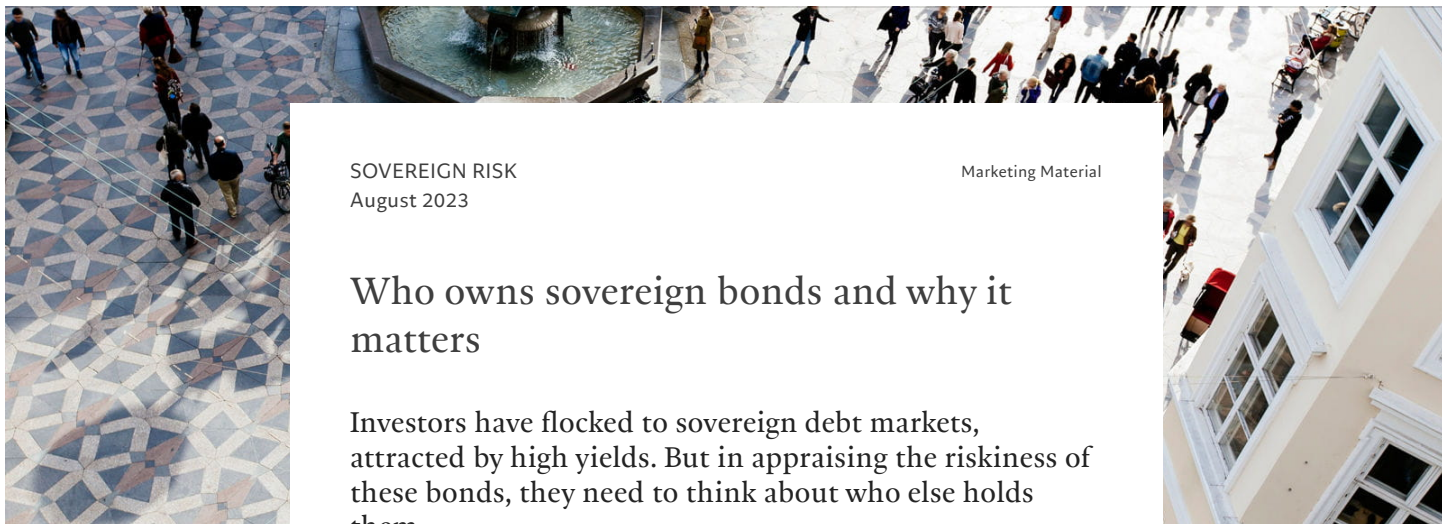 SOVEREIGN RISK
Marketing Material
August 2023
Who owns sovereign bonds and why it
matters
Investors have flocked to sovereign debt markets,
attracted by high yields. But in appraising the riskiness of
these bonds, they need to think about who else holds